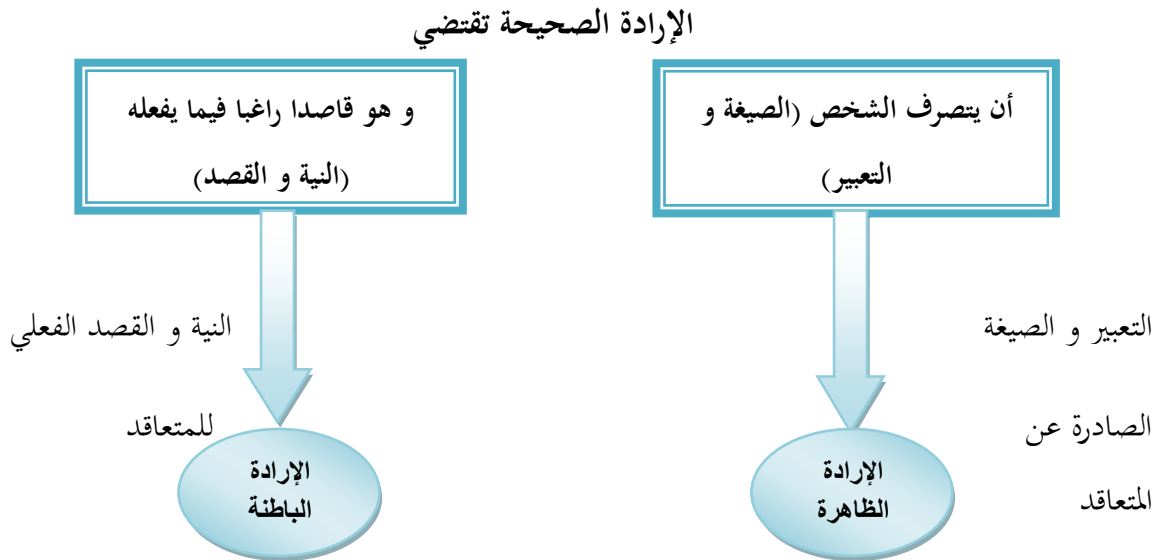 الإرادة الصحيحة تقتضي
أن يتصرف الشخص (الصيغة و
التعبير)
و هو قاصدا راغبا فيما يفعله
(النية و القصد)
التعبير و الصيغة
الصادرة عن
المتعاقد
الإرادة
الظاهرة
النية و القصد الفعلي
للمتعاقد
الإرادة
الباطنة